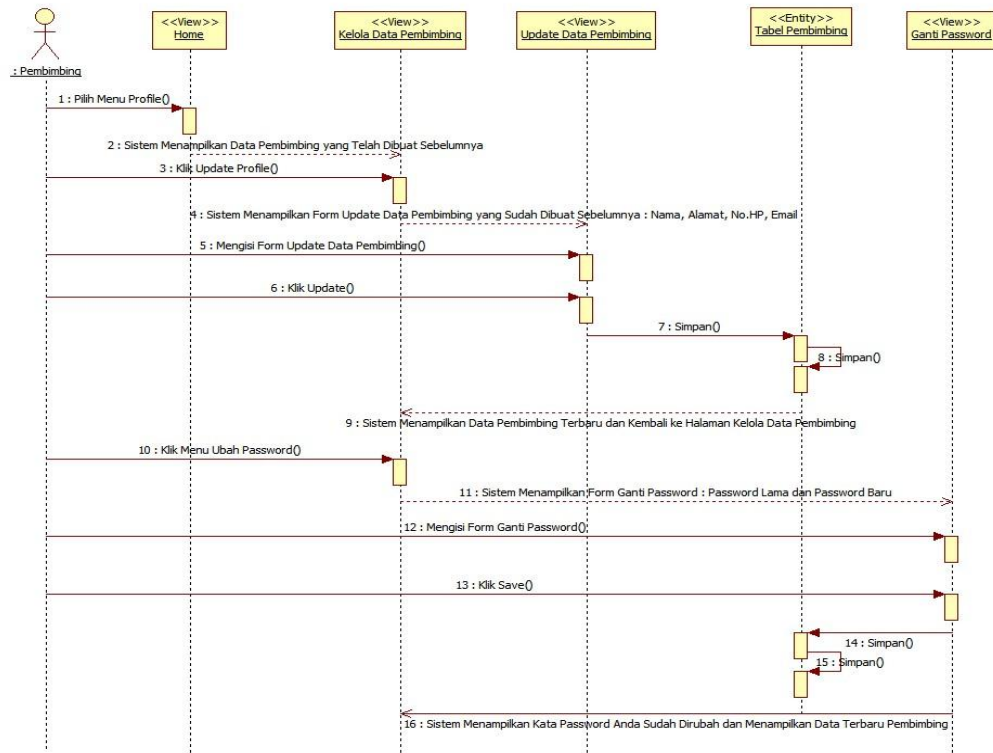 <<View>>
Home
<<View>>
Kelola Data Pembimbing
<<View>>
Update Data Pembimbing
<<Entity>>
Tabel Pembimbing
<<View>>
Ganti Password
: Pembimbing
1 : Pilih Menu Profile()
2 : Sistem Menampilkan Data Pembimbing yang Telah Dibuat Sebelumnya
3 : Klik Update Profile()
4 : Sistem Menampilkan Form Update Data Pembimbing yang Sudah Dibuat Sebelumnya : Nama, Alamat, No.HP, Email
5 : Mengisi Form Update Data Pembimbing()
6 : Klik Update()
7 : Simpan()
8 : Simpan()
9 : Sistem Menampilkan Data Pembimbing Terbaru dan Kembali ke Halaman Kelola Data Pembimbing
10 : Klik Menu Ubah Password()
11 : Sistem Menampilkan Form Ganti Password : Password Lama dan Password Baru
12 : Mengisi Form Ganti Password()
13 : Klik Save()
14 : Simpan()
15 : Simpan()
16 : Sistem Menampilkan Kata Password Anda Sudah Dirubah dan Menampilkan Data Terbaru Pembimbing